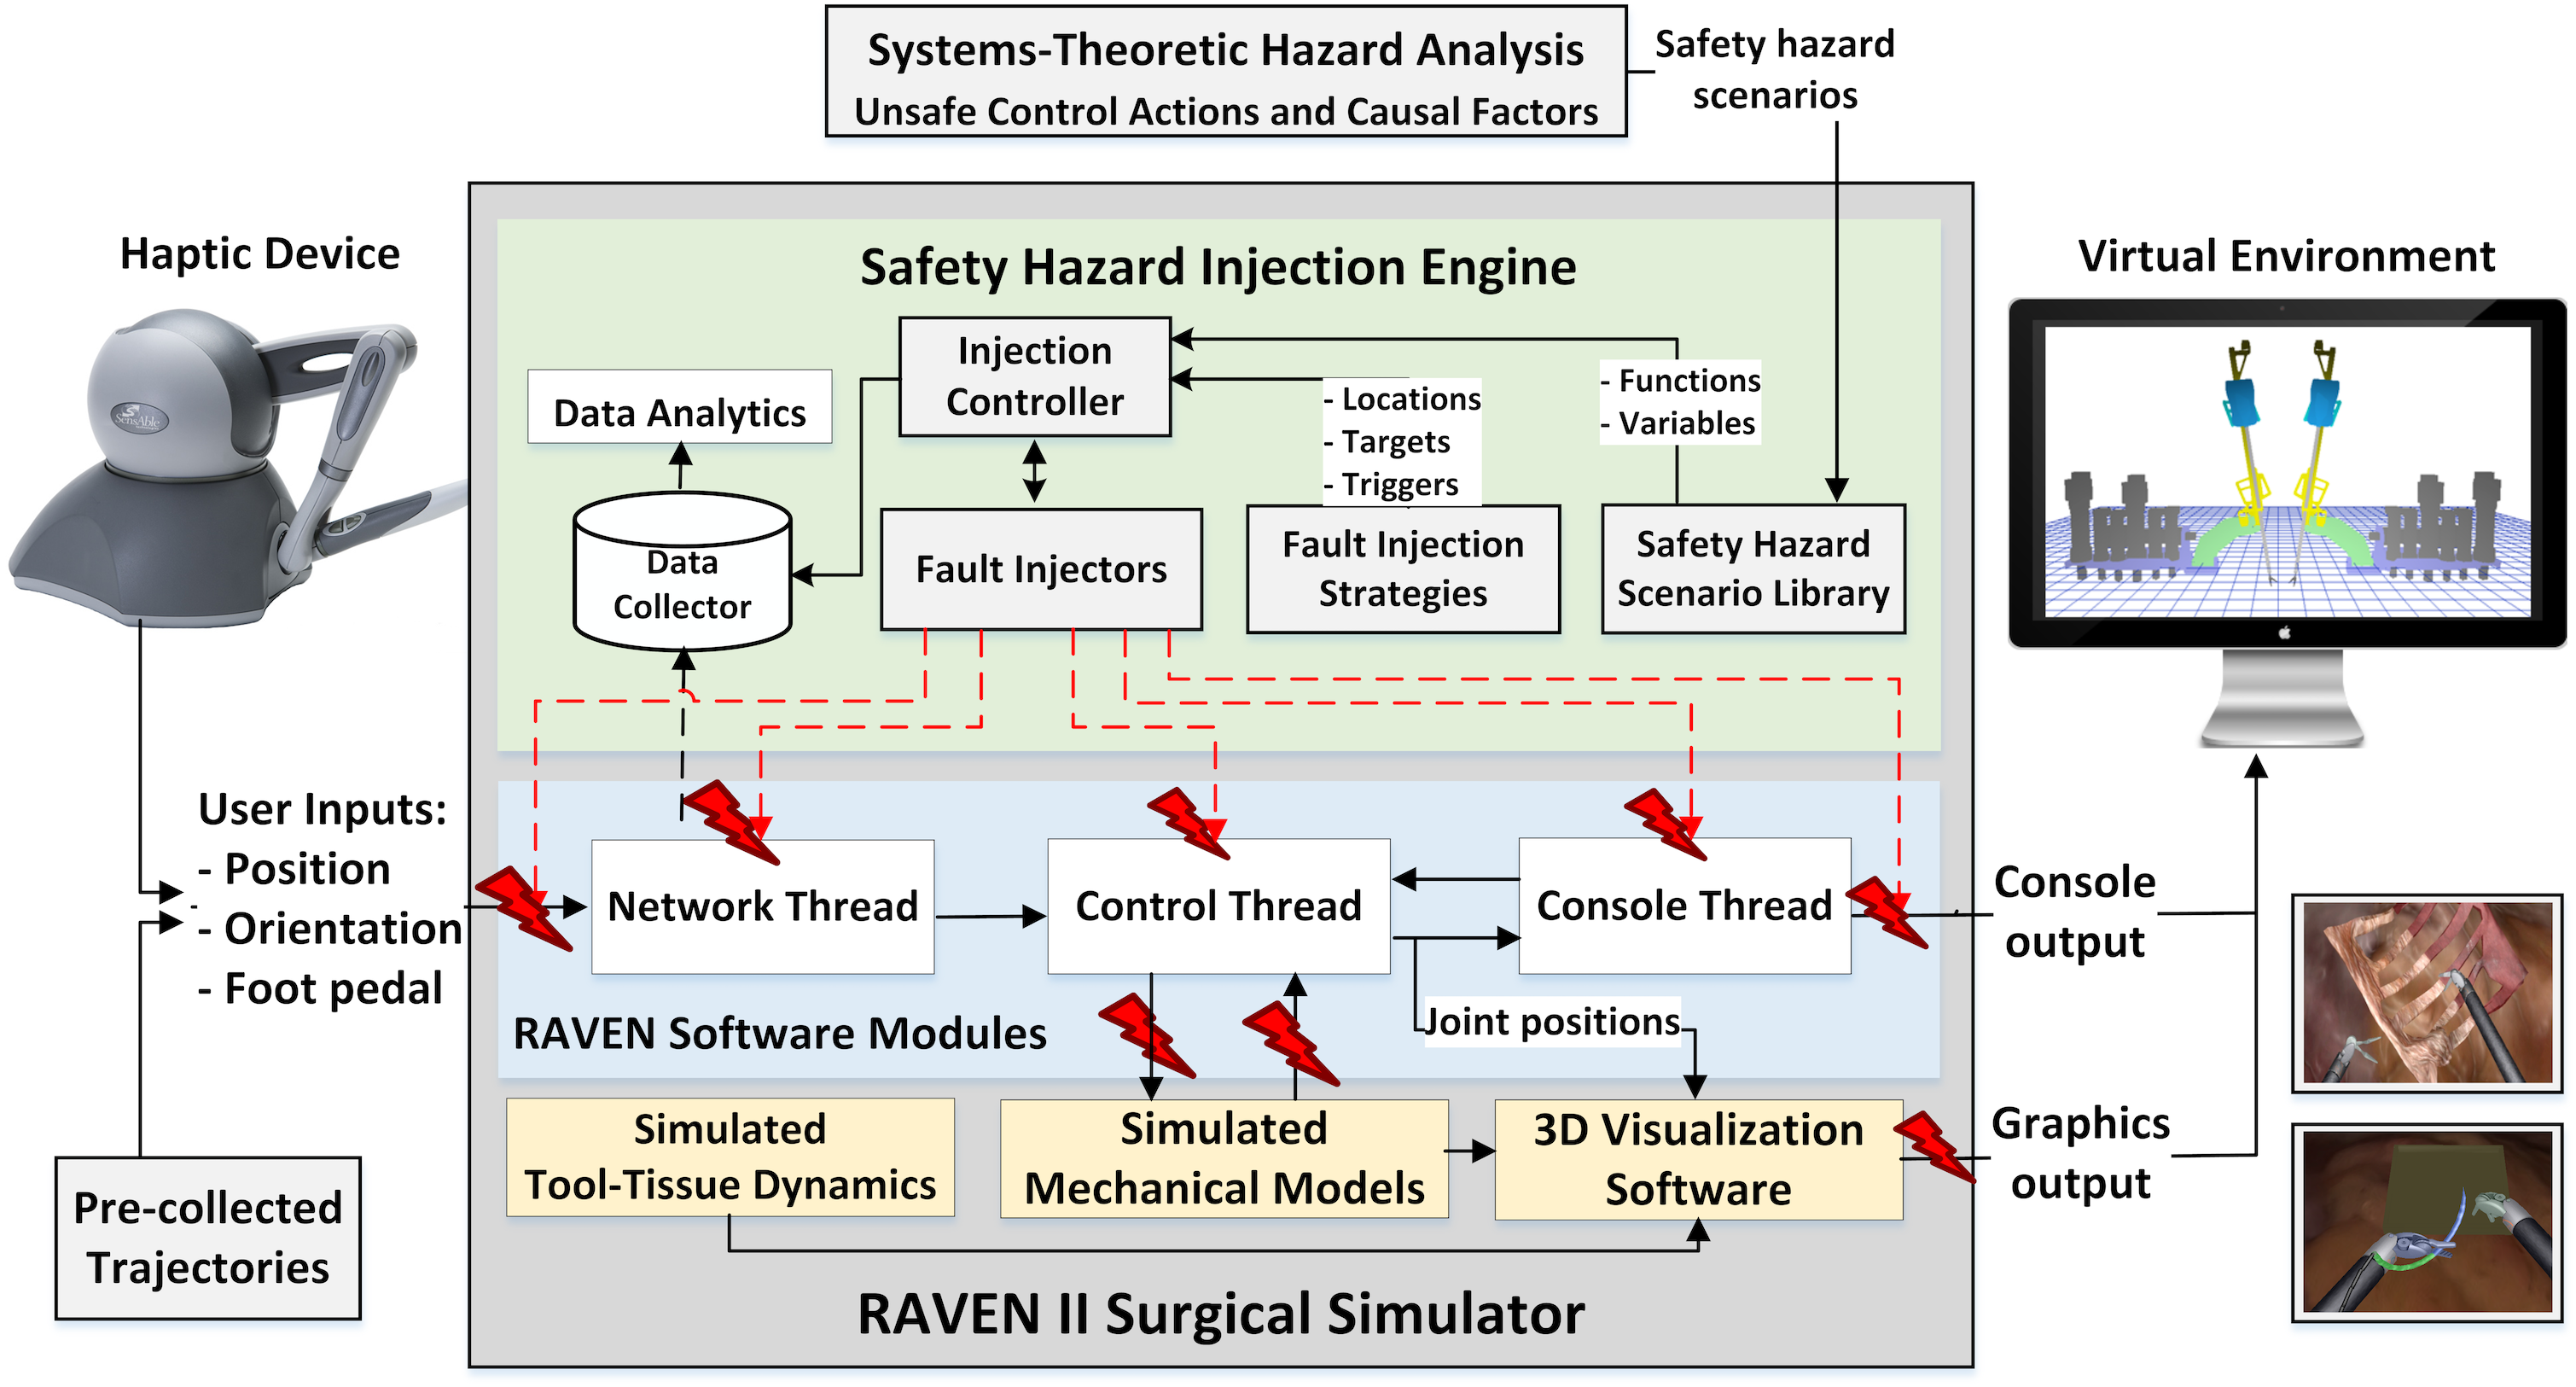 Systems-Theoretic Hazard Analysis
Unsafe Control Actions and Causal Factors
Safety hazard
scenarios
Haptic Device
SensAble
Safety Hazard Injection Engine
Virtual Environment
Injection
Controller
- Functions
- Variables
- Locations
- Targets
- Triggers
Data Analytics
Data
Collector
Fault Injectors
Fault Injection
Strategies
Safety Hazard
Scenario Library
User Inputs:
- Position
- Orientation
- Foot pedal
Network Thread
Control Thread
Console Thread
Console
output
RAVEN Software Modules
Joint positions
Simulated
Tool-Tissue Dynamics
Simulated
Mechanical Models
3D Visualization
Software
Graphics
output
Pre-collected
Trajectories
RAVEN II Surgical Simulator